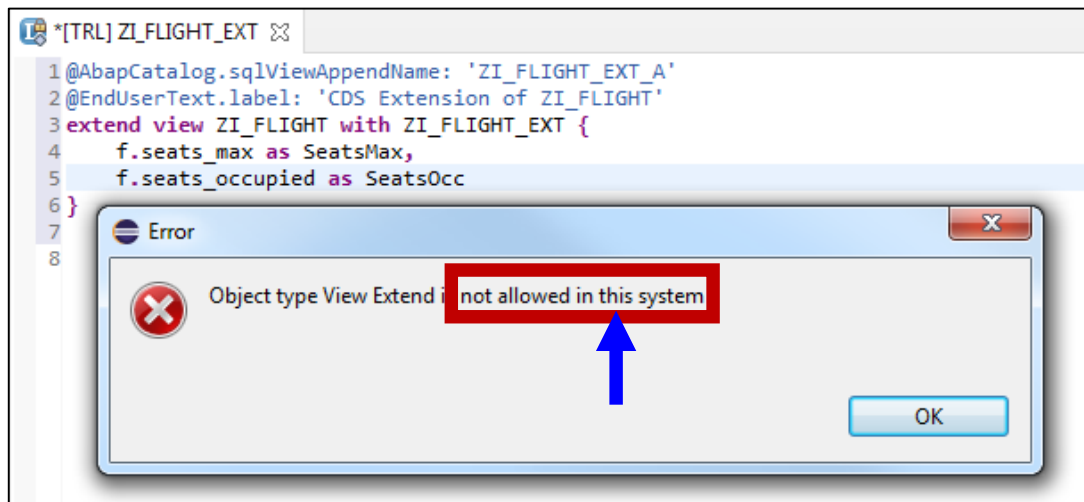 *[TRL] ZI_FLIGHT_EXT
1 @AbapCatalog.sqlViewAppendName: 'ZI_FLIGHT_EXT_A'
2 @EndUserText.label: 'CDS Extension of ZI_FLIGHT'
3 extend view ZI_FLIGHT with ZI_FLIGHT_EXT {
4 f.seats_max as SeatsMax,
5 f.seats_occupied as SeatsOcc
6 }
7
8
Error
Object type View Extend i not allowed in this system
OK